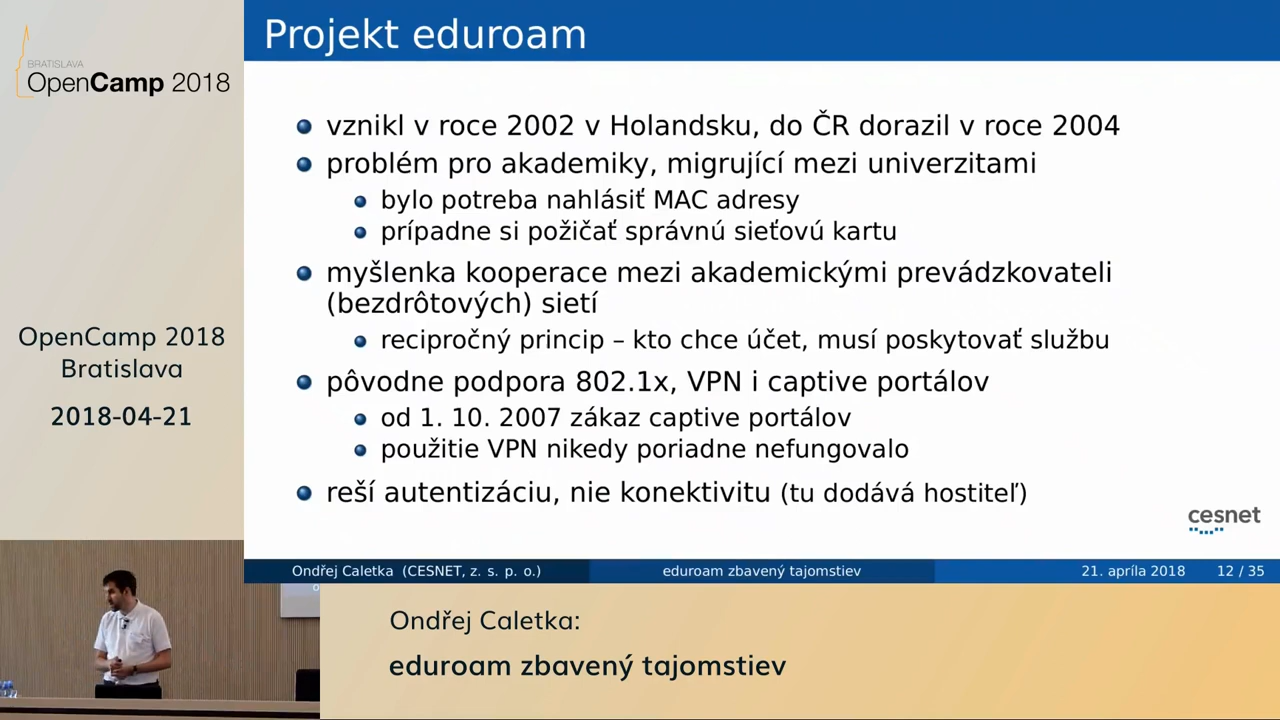 BRATISLAVA
OpenCamp 2018
OpenCamp 2018
Bratislava
2018-04-21
Projekt eduroam
vznikl v roce 2002 v Holandsku, do ČR dorazil v roce 2004
problém pro akademiky, migrující mezi univerzitami
bylo potreba nahlásiť MAC adresy
prípadne si požičať správnú sieťovú kartu
myšlenka kooperace mezi akademickými prevádzkovateli
(bezdrôtových) sietí
recipročný princip – kto chce účet, musí poskytovať službu
pôvodne podpora 802.1x, VPN i captive portálov
od 1. 10. 2007 zákaz captive portálov
použitie VPN nikedy poriadne nefungovalo
reší autentizáciu, nie konektivitu (tu dodává hostiteľ)
cesnet
Ondřej Caletka (CESNET, z. s. p. o.) eduroam zbavený tajomstiev 21. apríla 2018 12 / 35
Ondřej Caletka:
eduroam zbavený tajomstiev